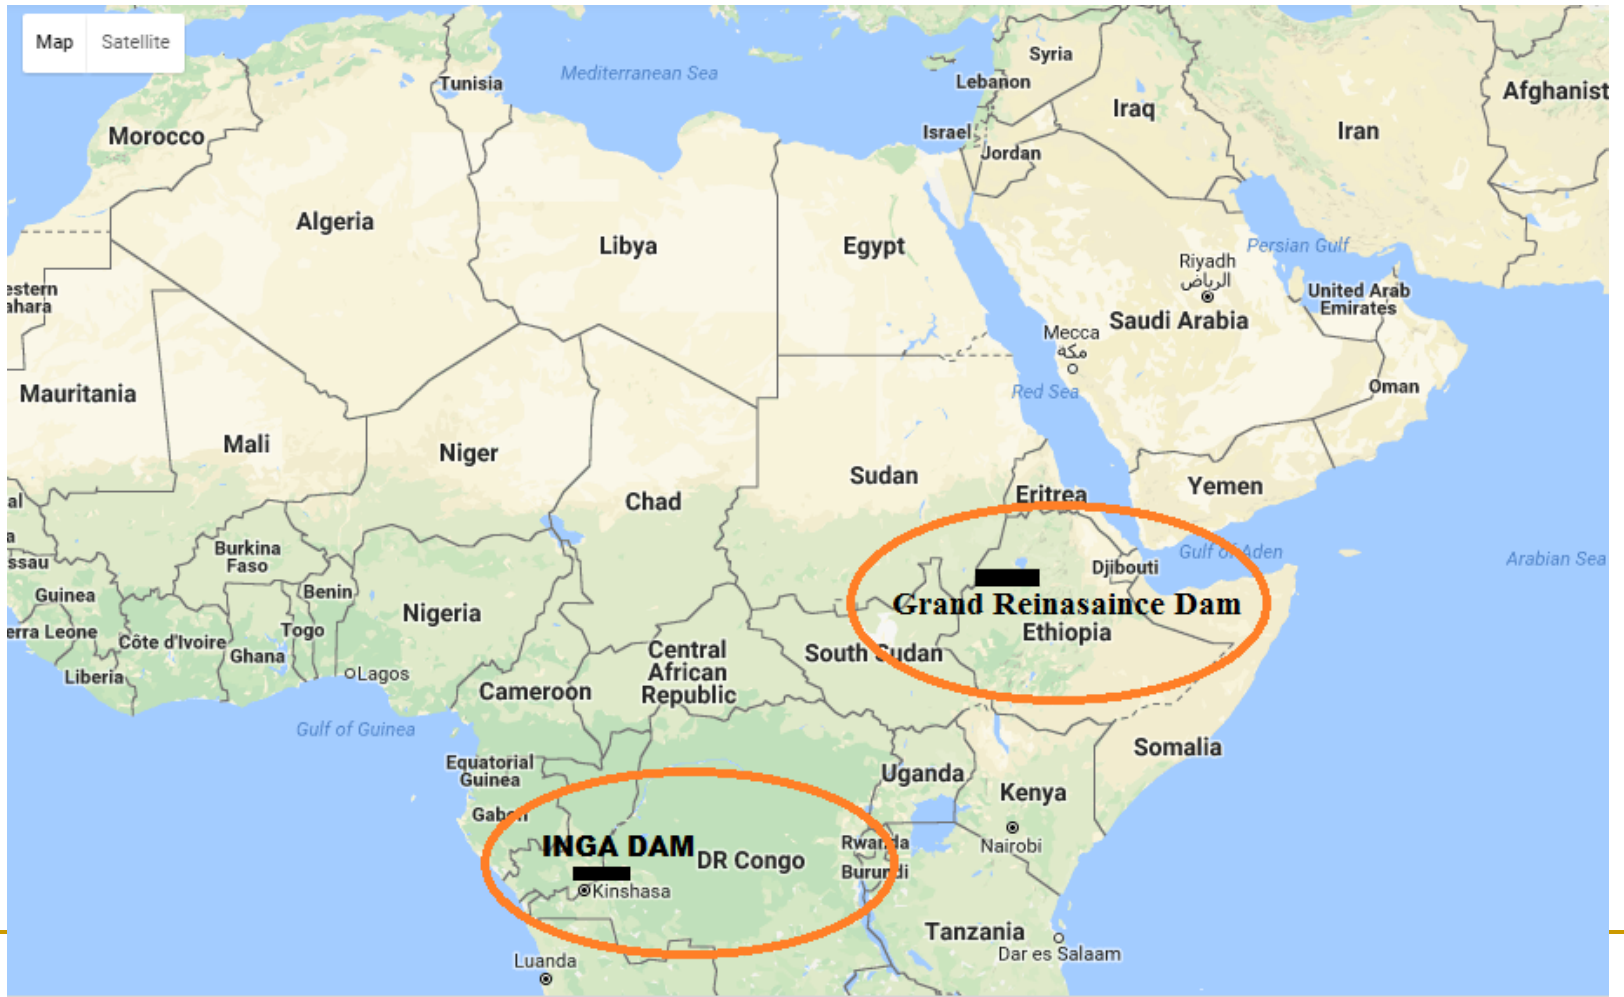 Map Satellite
Mediterranean Sea
Syria
Lebanon
Tunisia
Afghanist
Iraq
Iran
Morocco
Israel
Jordan
Algeria
Libya
Egypt
Persian Gulf
Riyadh
الرياض
estern
ahara
United Arab
Emirates
Saudi Arabia
Mecca
مكة
Mauritania
Red Sea
Oman
Mali
Niger
Sudan
Chad
Eritrea
Yemen
al
a
Burkina
Faso
ssau
Gulf of Aden
Arabian Sea
Djibouti
Guinea
Benin
Nigeria
Grand Reinasaince Dam
Ethiopia
erra Leone
Côte d'Ivoire
Togo
Ghana
Central
African
Republic
South Sudan
Liberia
Lagos
Cameroon
Gulf of Guinea
Somalia
Equatorial
Guinea
Uganda
Kenya
Gabon
INGA DAM
DR Congo
Rwanda
Nairobi
Burundi
Kinshasa
Tanzania
Dar es Salaam
Luanda